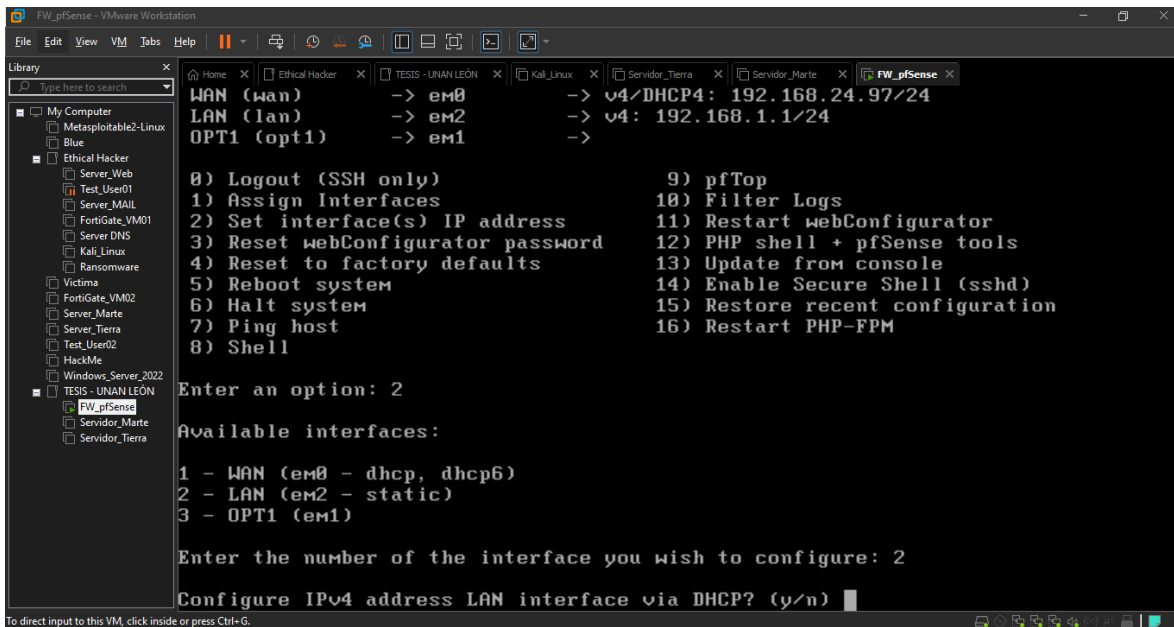 FW_pfSense - VMware Workstation
File Edit View VM Tabs Help
Library
Type here to search
My Computer
Metasploitable2-Linux
Blue
Ethical Hacker
Server_Web
Test_User01
Server_MAIL
FortiGate_VM01
Server DNS
Kali_Linux
Ransomware
Victima
FortiGate_VM02
Server_Marte
Server_Tierra
Test_User02
HackMe
Windows_Server_2022
TESIS - UNAN LEÓN
FW_pfSense
Servidor_Marte
Servidor_Tierra
Home Ethical Hacker TESIS - UNAN LEÓN Kali_Linux Servidor_Tierra Servidor_Marte FW_pfSense
WAN (wan) -> em0 -> v4/DHCP4: 192.168.24.97/24
LAN (lan) -> em2 -> v4: 192.168.1.1/24
OPT1 (opt1) -> em1 ->
0) Logout (SSH only) 9) pfTop
1) Assign Interfaces 10) Filter Logs
2) Set interface(s) IP address 11) Restart webConfigurator
3) Reset webConfigurator password 12) PHP shell + pfSense tools
4) Reset to factory defaults 13) Update from console
5) Reboot system 14) Enable Secure Shell (sshd)
6) Halt system 15) Restore recent configuration
7) Ping host 16) Restart PHP-FPM
8) Shell
Enter an option: 2
Available interfaces:
1 - WAN (em0 - dhcp, dhcp6)
2 - LAN (em2 - static)
3 - OPT1 (em1)
Enter the number of the interface you wish to configure: 2
Configure IPv4 address LAN interface via DHCP? (y/n)
To direct input to this VM, click inside or press Ctrl+G.